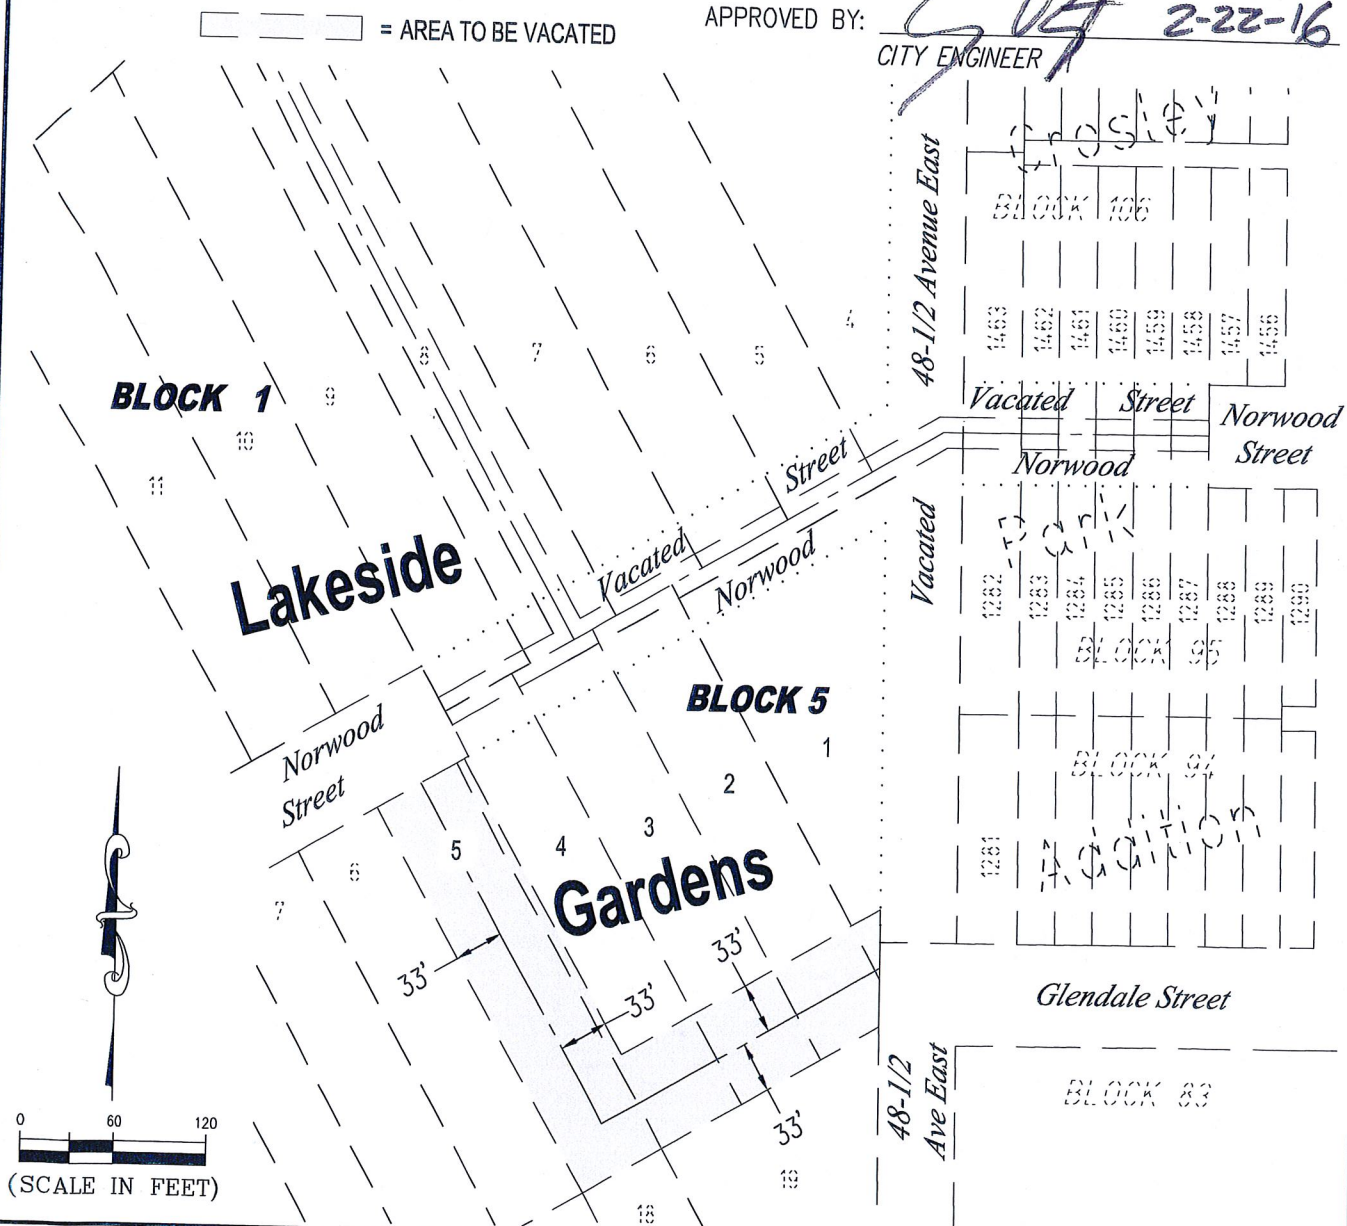 = AREA TO BE VACATED
APPROVED BY: 2-22-16
CITY ENGINEER
Crosley
BLOCK 106
48-1/2 Avenue East
1463 1462 1461 1460 1459 1458 1457 1456
4
5
6
7
8
9
10
11
BLOCK 1
Vacated Street
Norwood
Norwood
Street
Street
Vacated
Norwood
Vacated
Park
1282 1283 1284 1285 1286 1287 1288 1289 1290
BLOCK 95
Lakeside
BLOCK 5
1
2
3
4
5
6
7
Norwood
Street
BLOCK 94
1281
Addition
Gardens
33'
33'
33'
33'
Glendale Street
48-1/2
Ave East
BLOCK 83
0 60 120
(SCALE IN FEET)
19
18